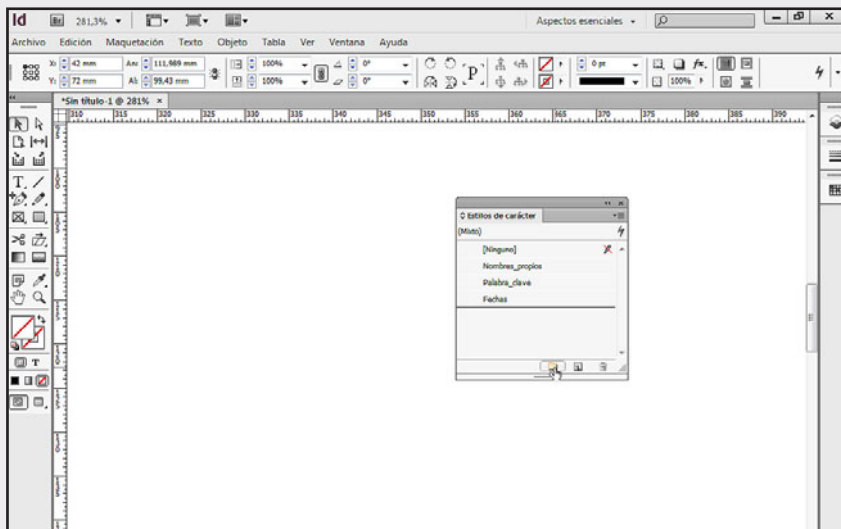 Id Br 281,3% Aspectos esenciales
Archivo Edición Maquetación Texto Objeto Tabla Ver Ventana Ayuda
X: 42 mm An: 111,989 mm 100% 0° P 0 pt fx.
Y: 72 mm Al: 99,43 mm 100% 0° 100%
*Sin título-1 @ 281% ×
310 315 320 325 330 335 340 345 350 355 360 365 370 375 380 385 390
Estilos de carácter
(Mixto)
[Ninguno]
Nombres_propios
Palabra_clave
Fechas
T
T